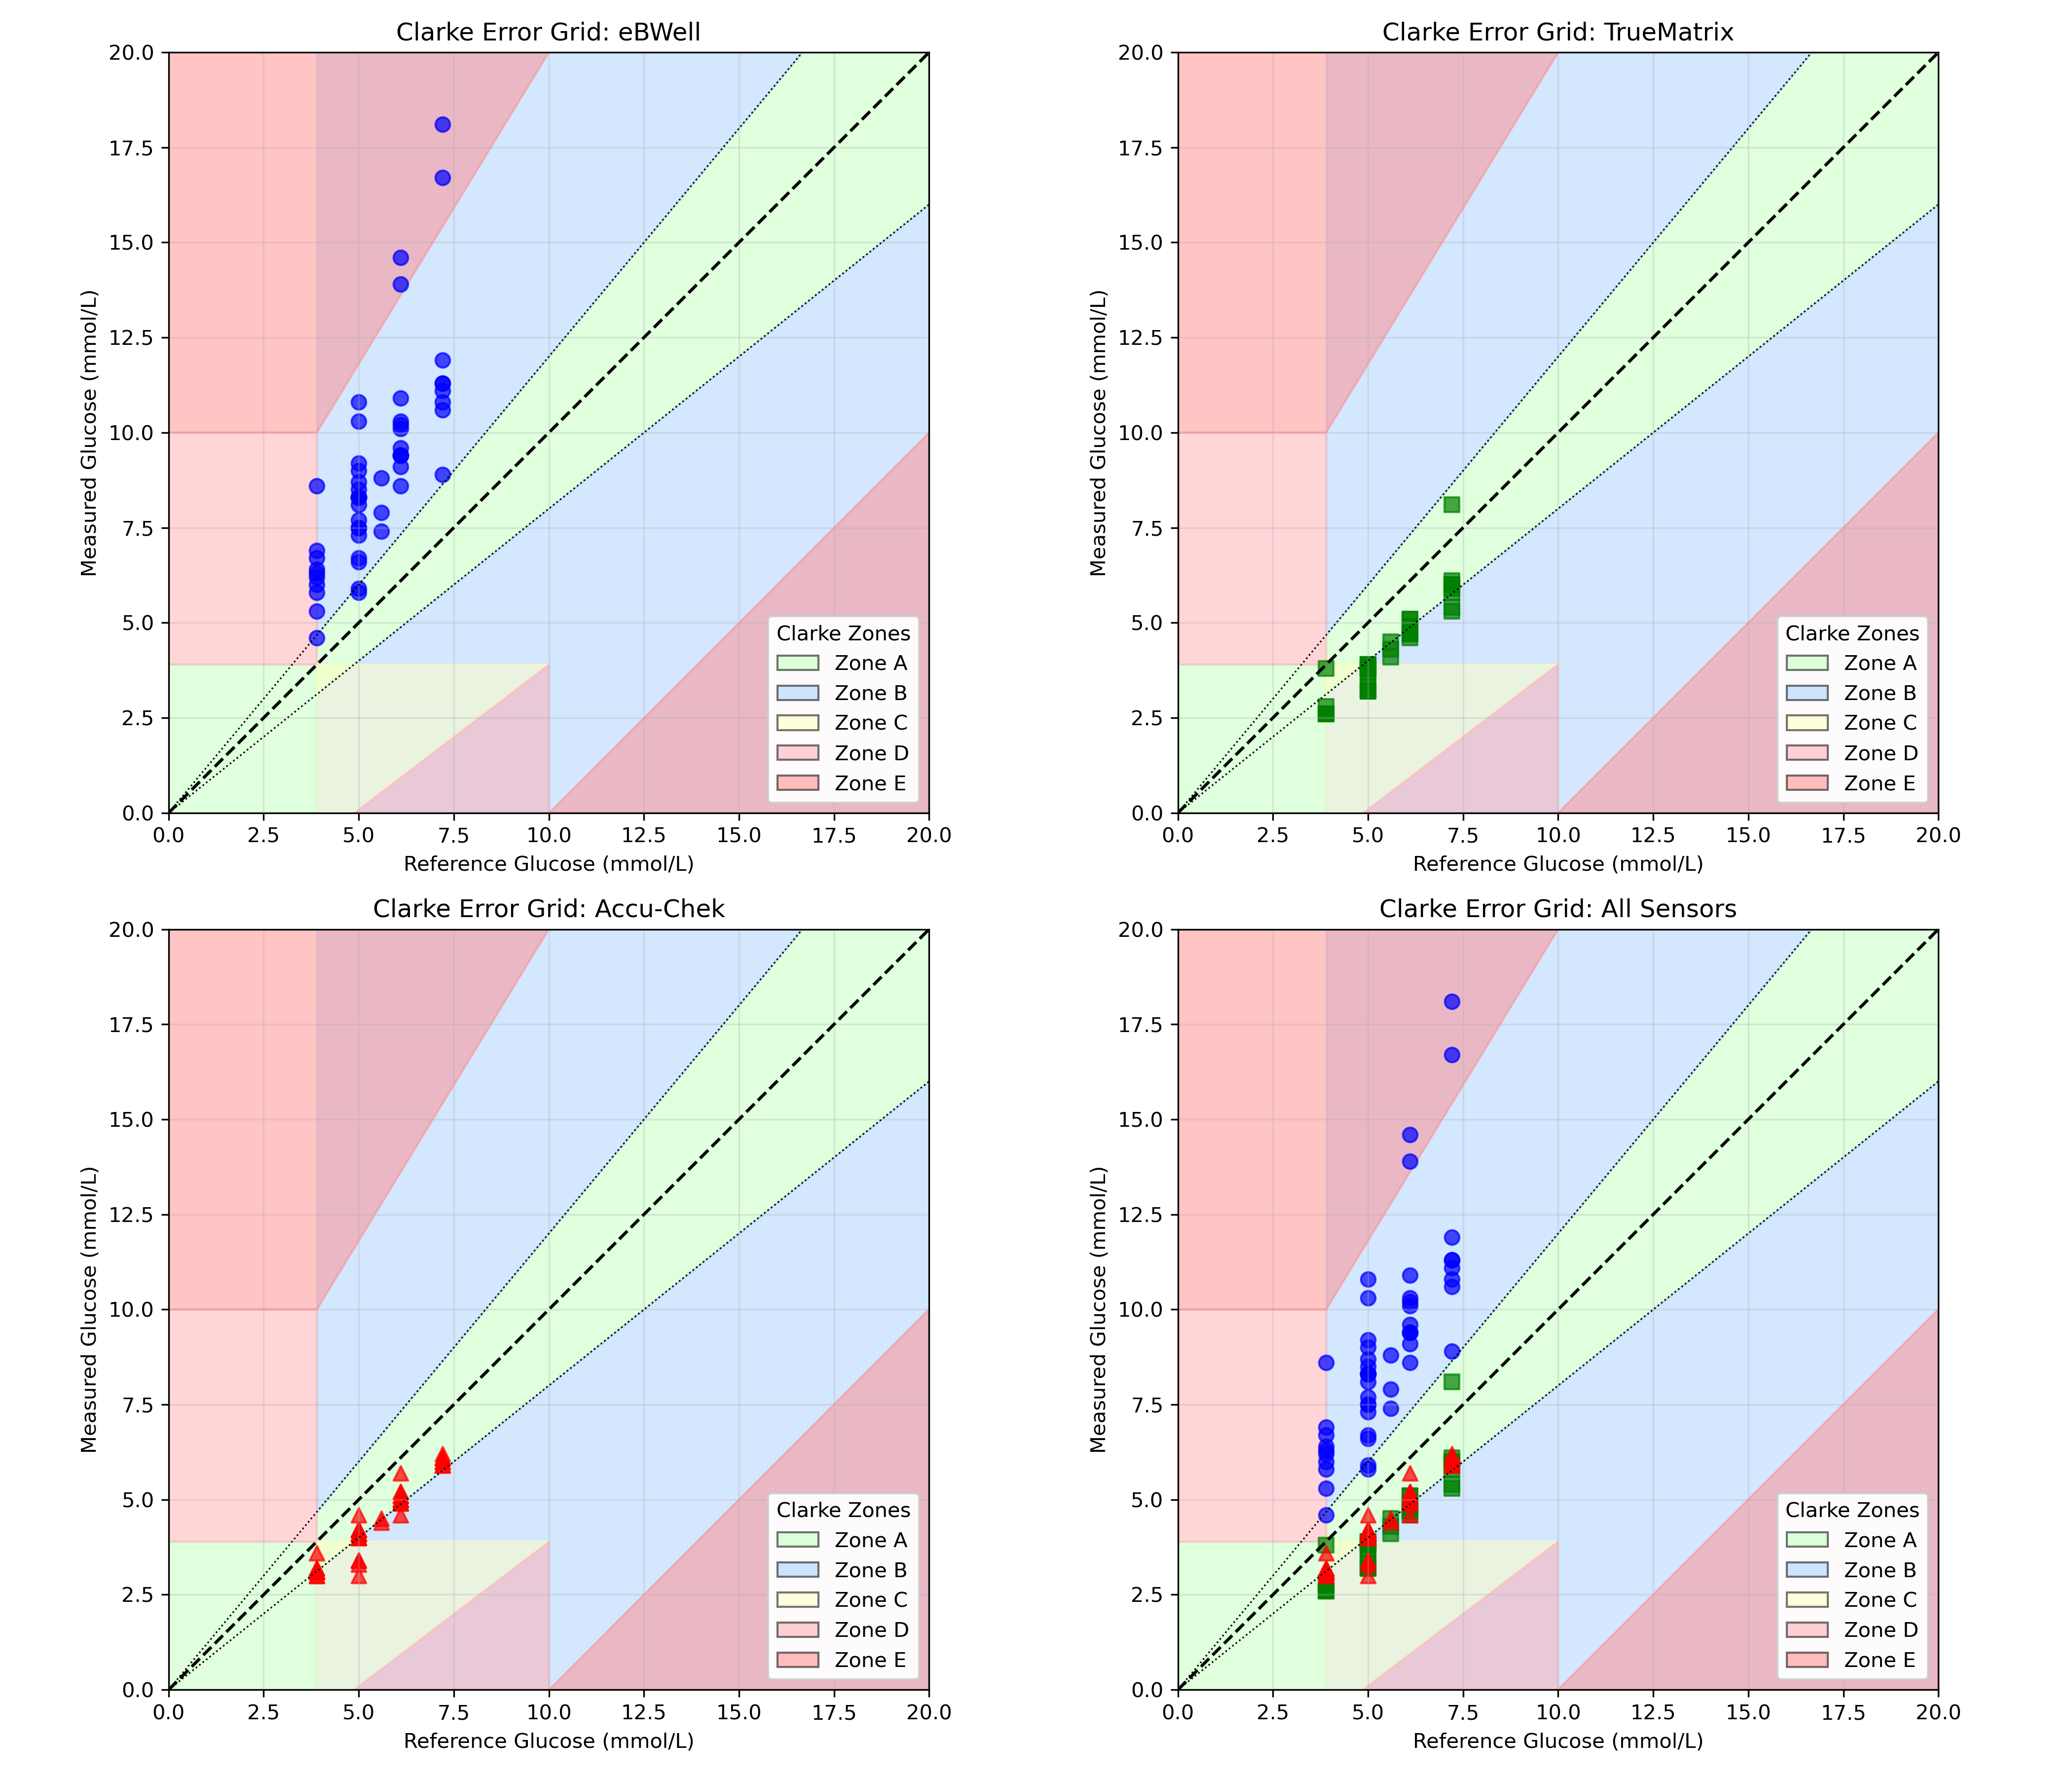 Clarke Error Grid: eBWell
20.0
17.5
15.0
12.5
10.0
7.5
5.0
2.5
0.0
Measured Glucose (mmol/L)
Clarke Zones
Zone A
Zone B
Zone C
Zone D
Zone E
0.0 2.5 5.0 7.5 10.0 12.5 15.0 17.5 20.0
Reference Glucose (mmol/L)
Clarke Error Grid: TrueMatrix
20.0
17.5
15.0
12.5
10.0
7.5
5.0
2.5
0.0
Measured Glucose (mmol/L)
Clarke Zones
Zone A
Zone B
Zone C
Zone D
Zone E
0.0 2.5 5.0 7.5 10.0 12.5 15.0 17.5 20.0
Reference Glucose (mmol/L)
Clarke Error Grid: Accu-Chek
20.0
17.5
15.0
12.5
10.0
7.5
5.0
2.5
0.0
Measured Glucose (mmol/L)
Clarke Zones
Zone A
Zone B
Zone C
Zone D
Zone E
0.0 2.5 5.0 7.5 10.0 12.5 15.0 17.5 20.0
Reference Glucose (mmol/L)
Clarke Error Grid: All Sensors
20.0
17.5
15.0
12.5
10.0
7.5
5.0
2.5
0.0
Measured Glucose (mmol/L)
Clarke Zones
Zone A
Zone B
Zone C
Zone D
Zone E
0.0 2.5 5.0 7.5 10.0 12.5 15.0 17.5 20.0
Reference Glucose (mmol/L)